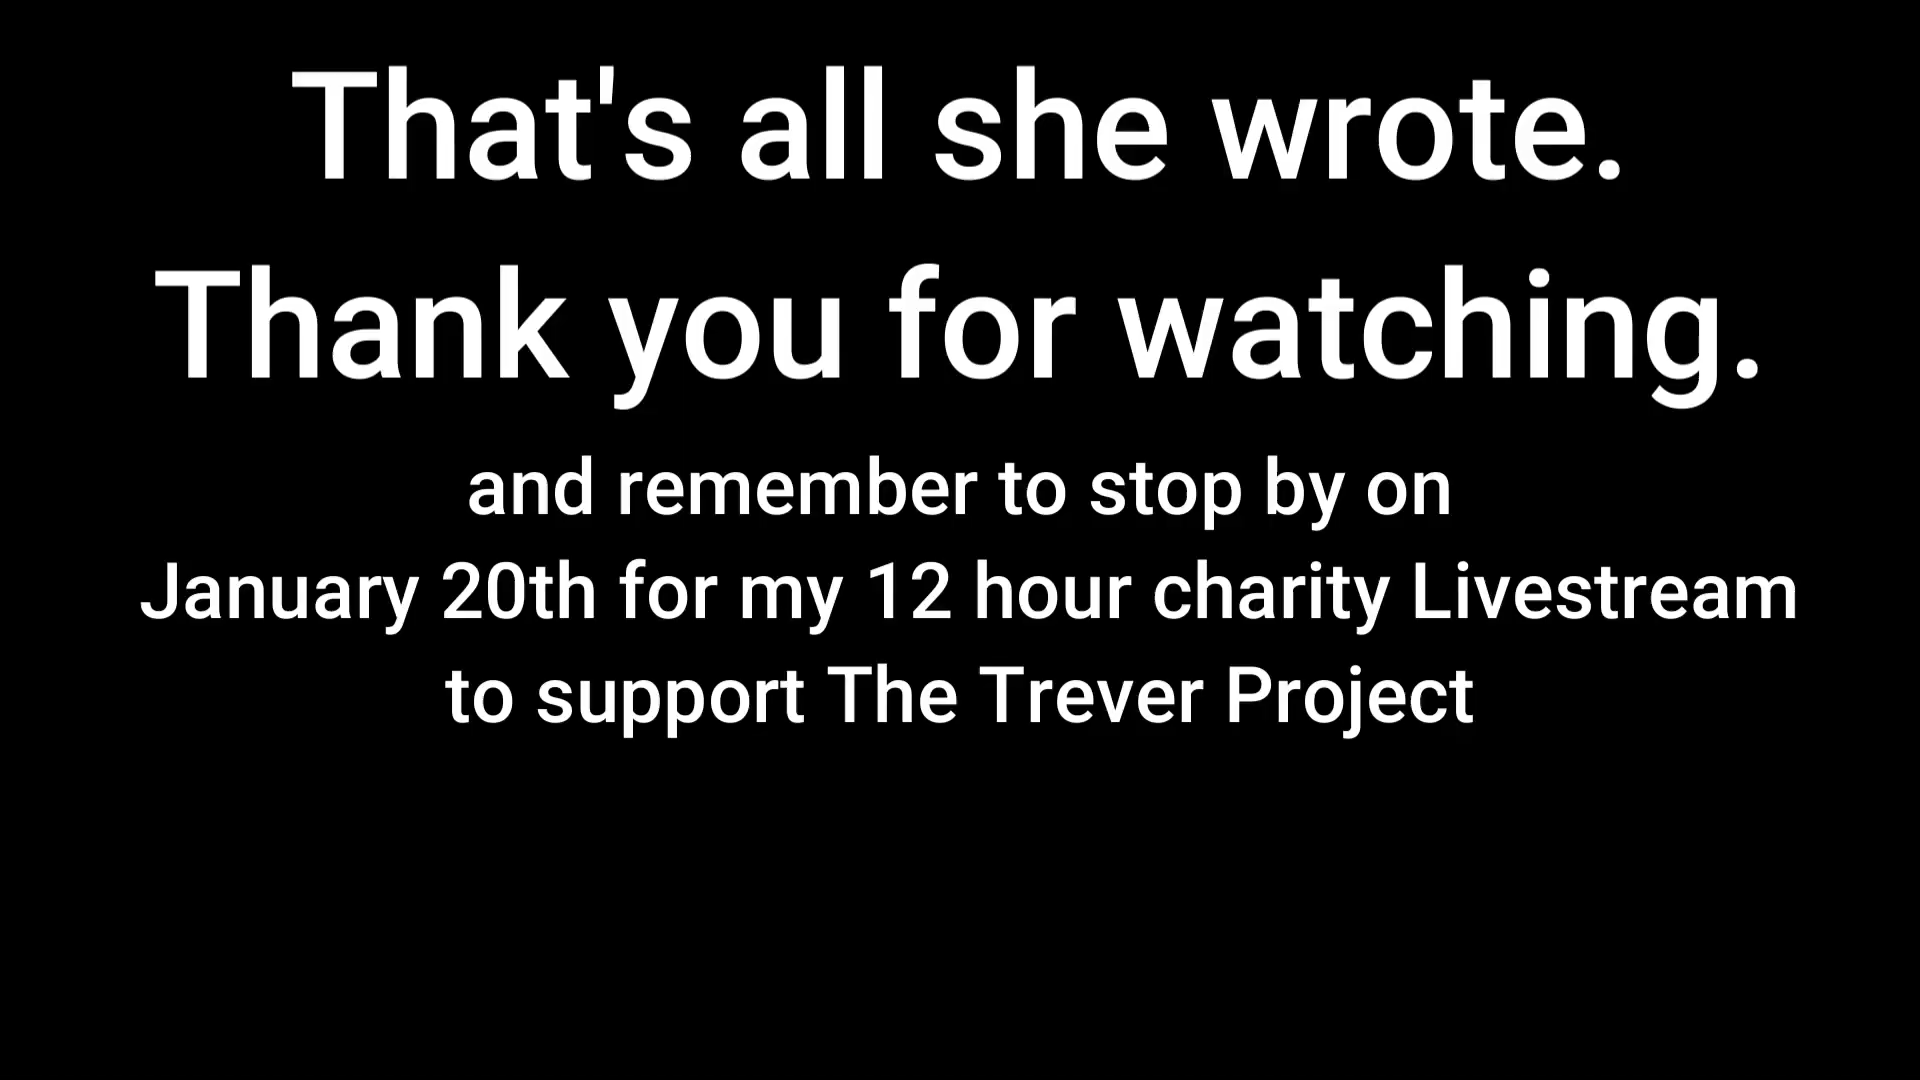 That's all she wrote.
Thank you for watching.
and remember to stop by on
January 20th for my 12 hour charity Livestream
to support The Trever Project